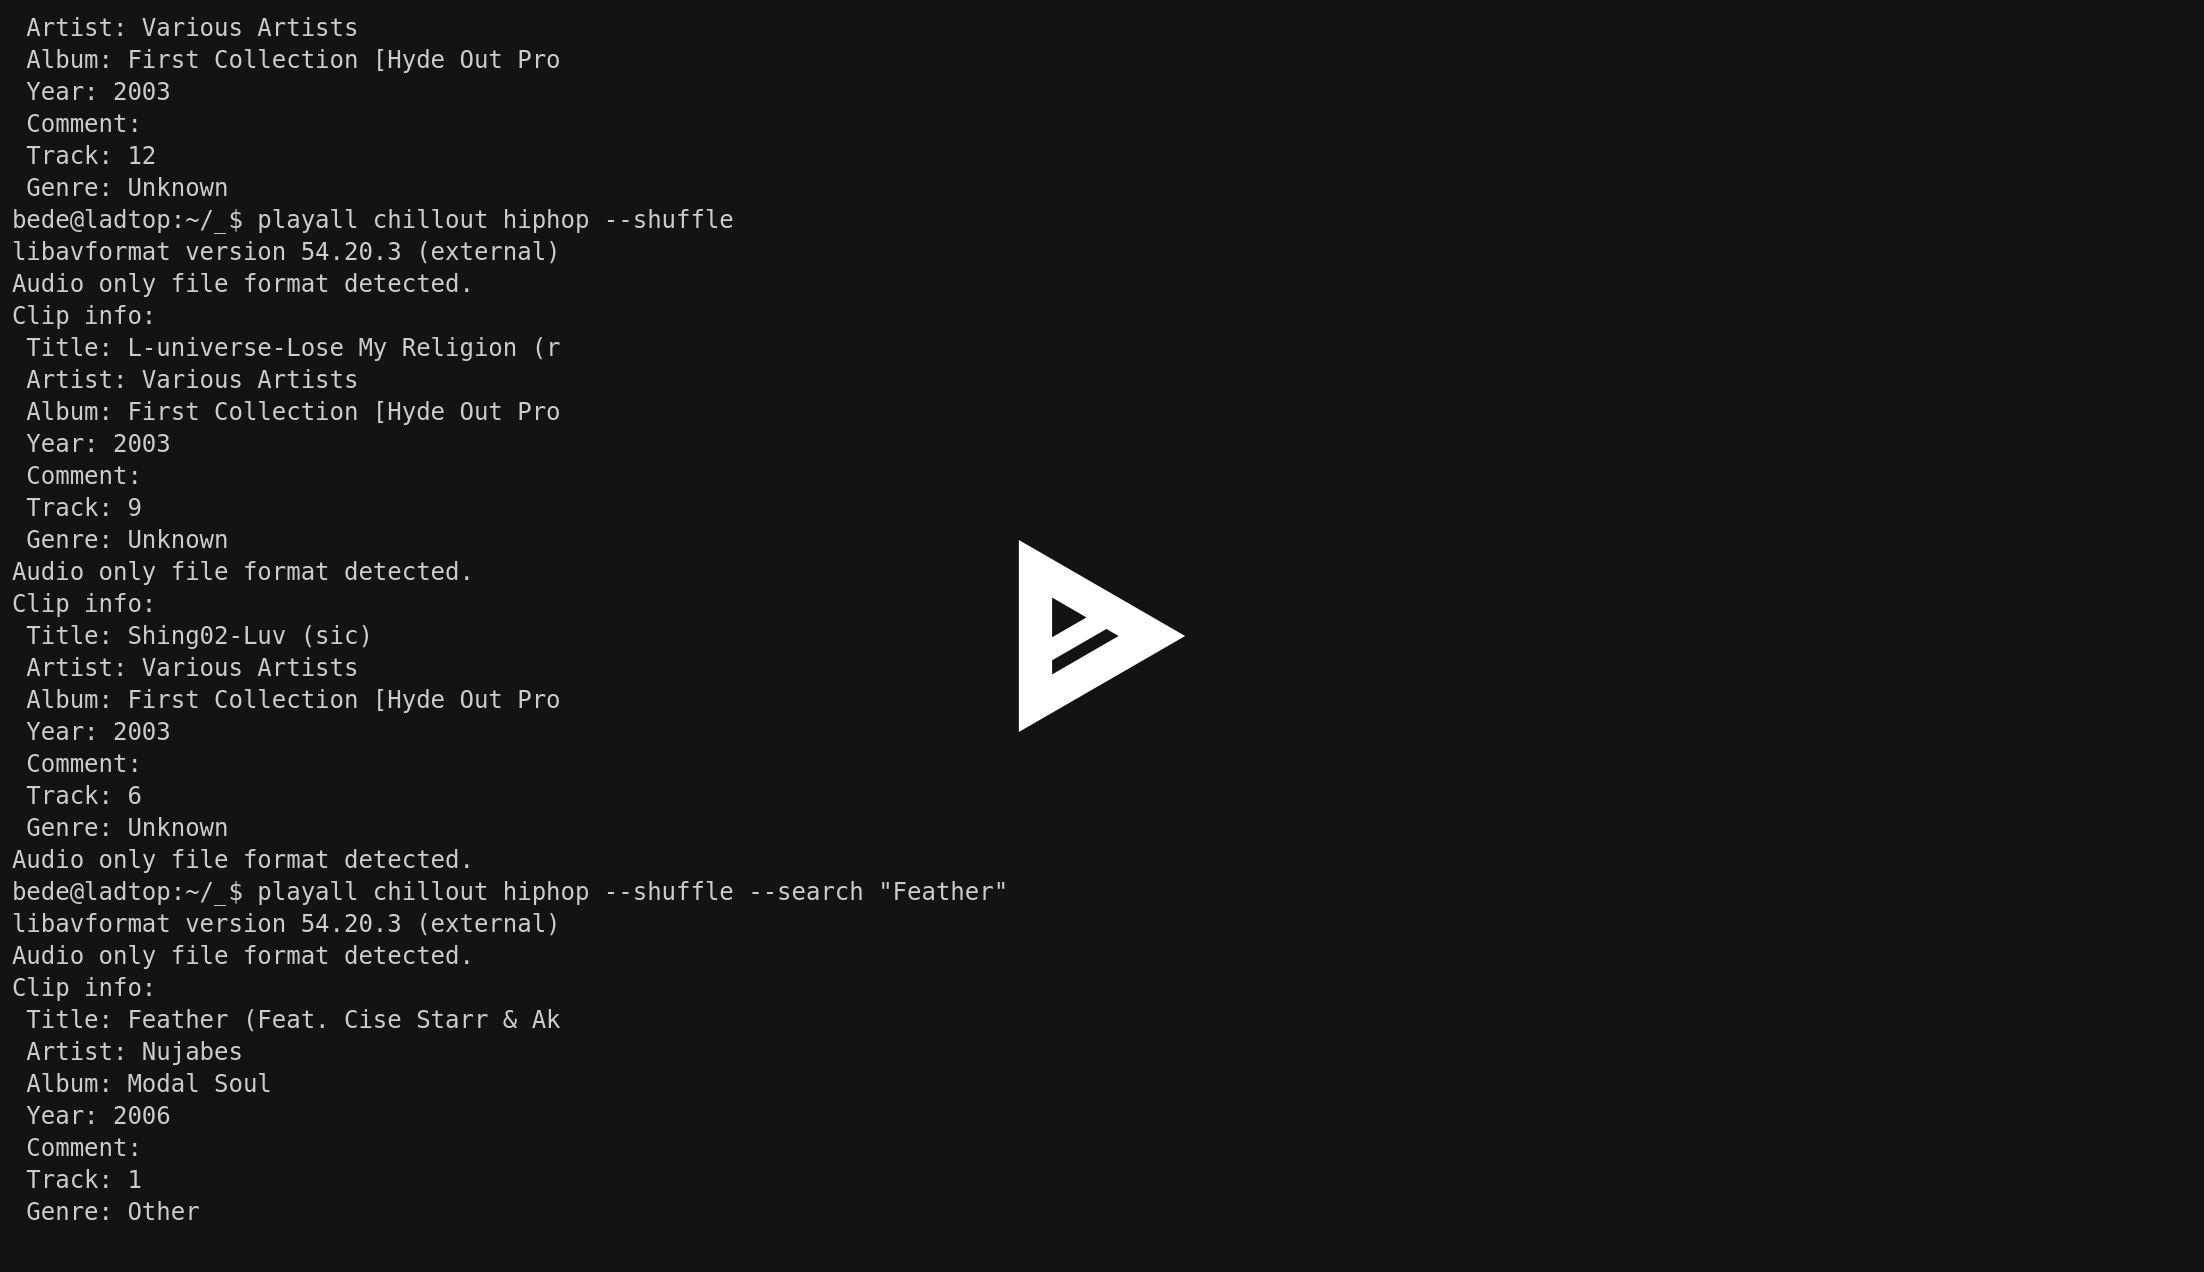 Artist: Various Artists
Album: First Collection [Hyde Out Pro
Year: 2003
Comment:
Track: 12
Genre: Unknown
bede@ladtop:~/_$ playall chillout hiphop --shuffle
libavformat version 54.20.3 (external)
Audio only file format detected.
Clip info:
Title: L-universe-Lose My Religion (r
Artist: Various Artists
Album: First Collection [Hyde Out Pro
Year: 2003
Comment:
Track: 9
Genre: Unknown
Audio only file format detected.
Clip info:
Title: Shing02-Luv (sic)
Artist: Various Artists
Album: First Collection [Hyde Out Pro
Year: 2003
Comment:
Track: 6
Genre: Unknown
Audio only file format detected.
bede@ladtop:~/_$ playall chillout hiphop --shuffle --search "Feather"
libavformat version 54.20.3 (external)
Audio only file format detected.
Clip info:
Title: Feather (Feat. Cise Starr & Ak
Artist: Nujabes
Album: Modal Soul
Year: 2006
Comment:
Track: 1
Genre: Other